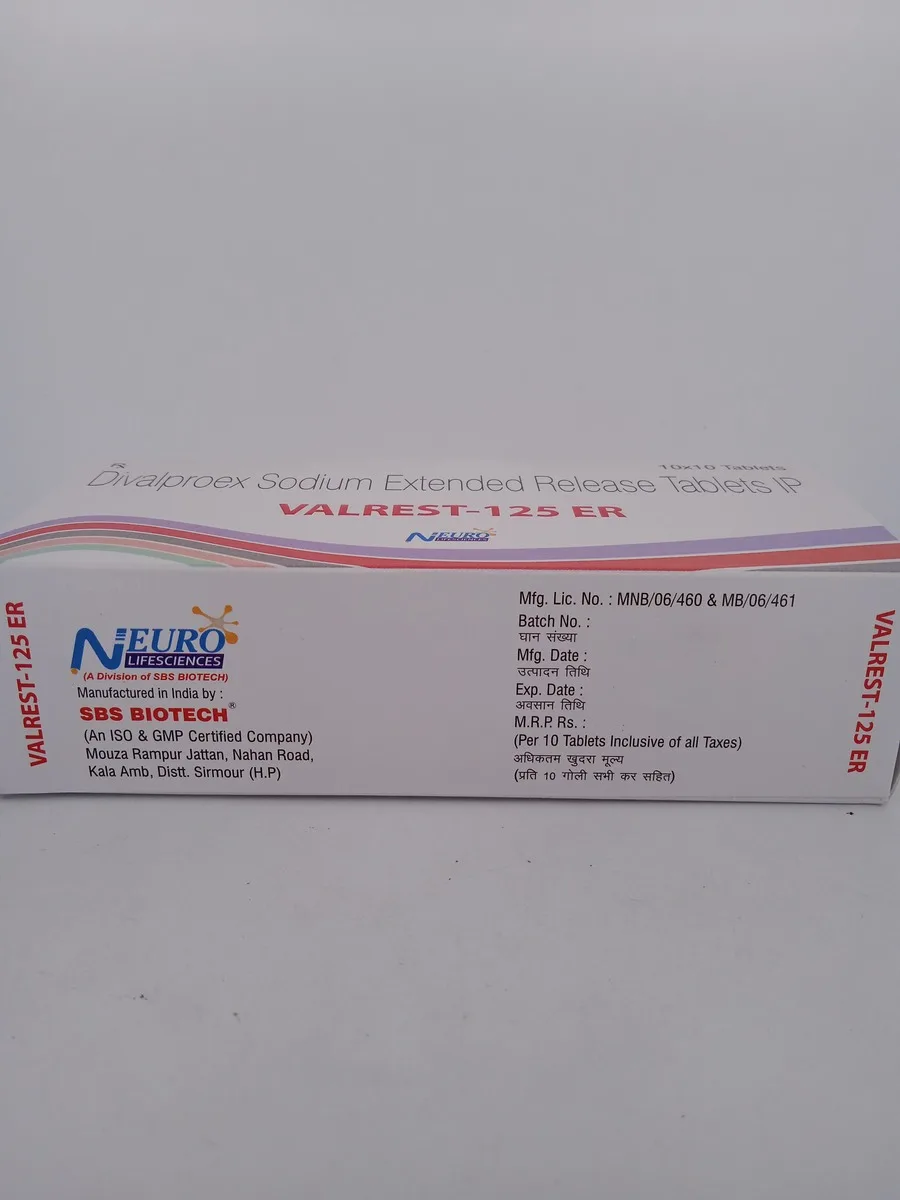 ℞
10x10 Tablets
Divalproex Sodium Extended Release Tablets IP
VALREST-125 ER
NEURO
LIFESCIENCES
VALREST-125 ER
NEURO
LIFESCIENCES
(A Division of SBS BIOTECH)
Manufactured in India by :
SBS BIOTECH®
(An ISO & GMP Certified Company)
Mouza Rampur Jattan, Nahan Road,
Kala Amb, Distt. Sirmour (H.P)
Mfg. Lic. No. : MNB/06/460 & MB/06/461
Batch No. :
घान संख्या
Mfg. Date :
उत्पादन तिथि
Exp. Date :
अवसान तिथि
M.R.P. Rs. :
(Per 10 Tablets Inclusive of all Taxes)
अधिकतम खुदरा मूल्य
(प्रति 10 गोली सभी कर सहित)
VALREST-125 ER